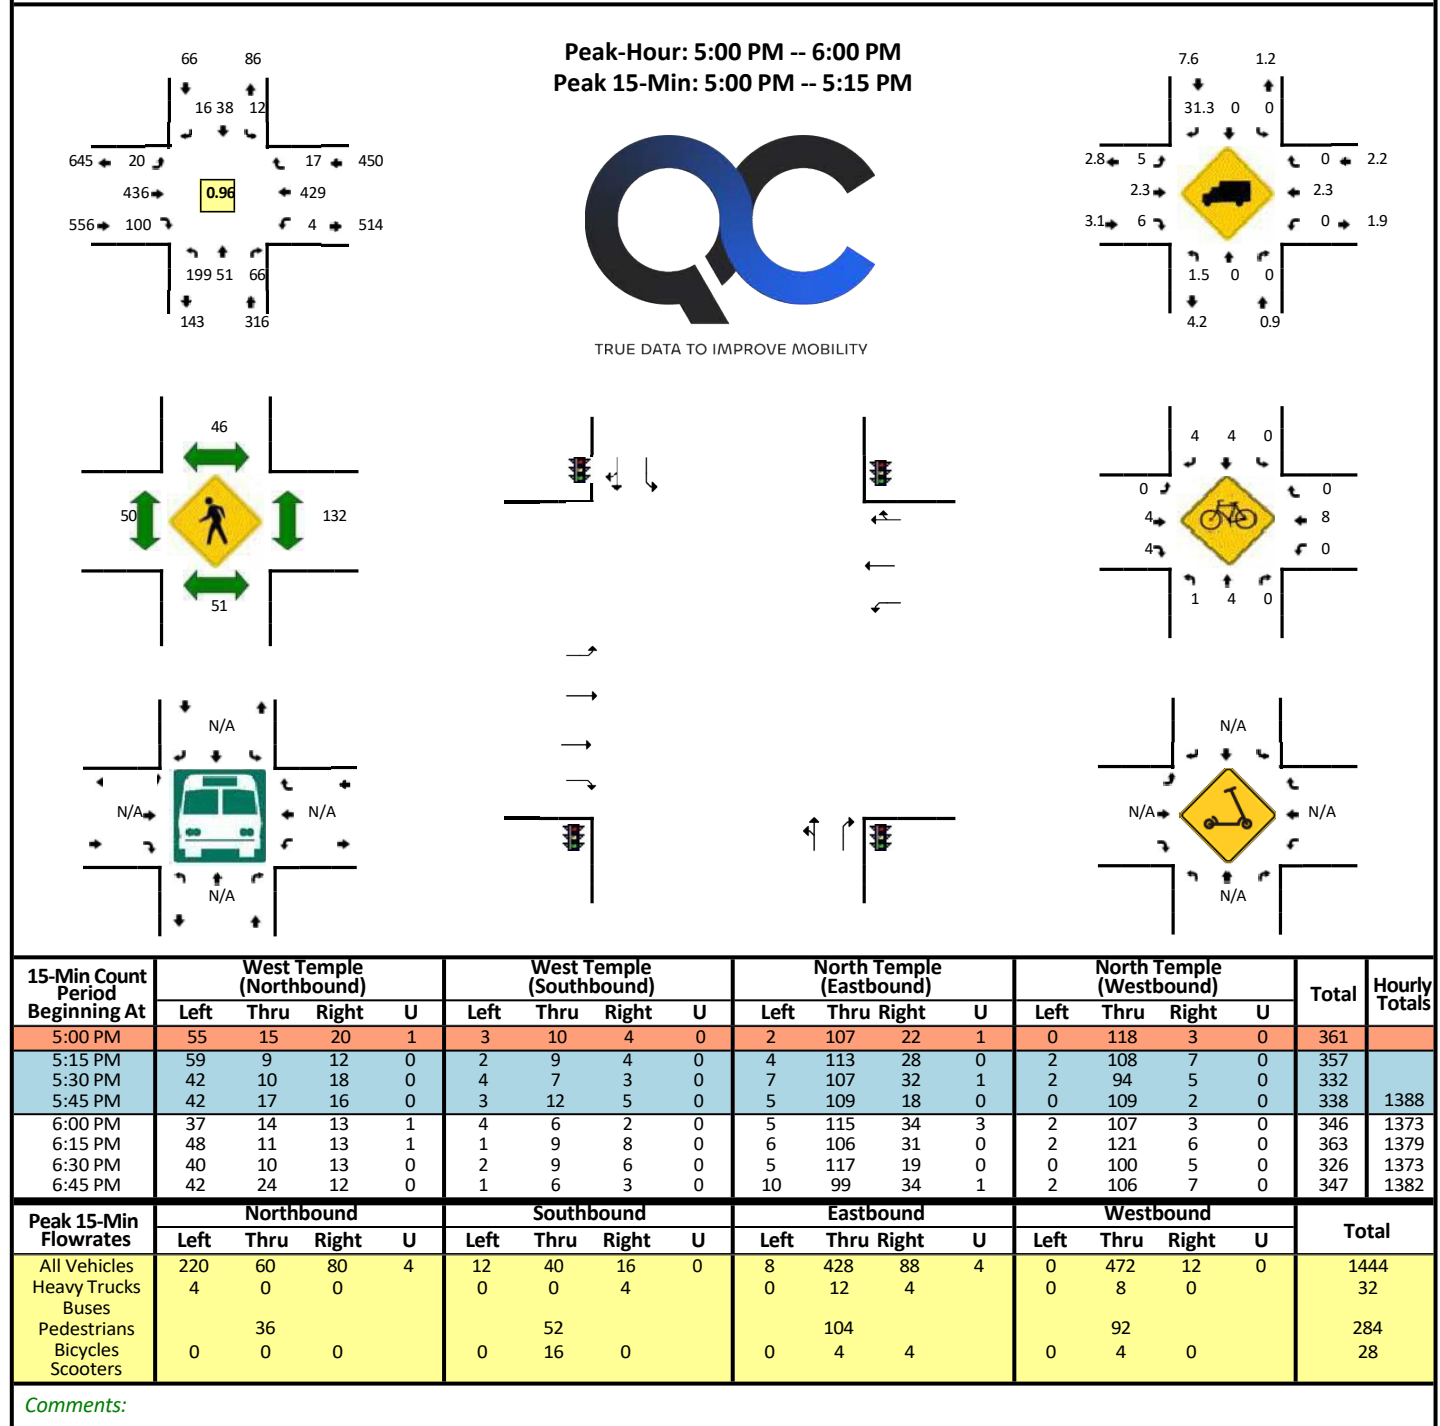 Peak-Hour: 5:00 PM -- 6:00 PM
Peak 15-Min: 5:00 PM -- 5:15 PM
66 86
16 38 12
645 20 17 450
436 0.96 429
556 100 4 514
199 51 66
143 316
TRUE DATA TO IMPROVE MOBILITY
7.6 1.2
31.3 0 0
2.8 5 0 2.2
2.3 2.3
3.1 6 0 1.9
1.5 0 0
4.2 0.9
46
50 132
51
4 4 0
0 0
4 8
4 0
1 4 0
N/A
N/A N/A
N/A
N/A
N/A N/A
N/A
15-Min Count Period Beginning At West Temple (Northbound) West Temple (Southbound) North Temple (Eastbound) North Temple (Westbound) Total Hourly Totals
Left Thru Right U Left Thru Right U Left Thru Right U Left Thru Right U
5:00 PM 55 15 20 1 3 10 4 0 2 107 22 1 0 118 3 0 361
5:15 PM 59 9 12 0 2 9 4 0 4 113 28 0 2 108 7 0 357
5:30 PM 42 10 18 0 4 7 3 0 7 107 32 1 2 94 5 0 332
5:45 PM 42 17 16 0 3 12 5 0 5 109 18 0 0 109 2 0 338 1388
6:00 PM 37 14 13 1 4 6 2 0 5 115 34 3 2 107 3 0 346 1373
6:15 PM 48 11 13 1 1 9 8 0 6 106 31 0 2 121 6 0 363 1379
6:30 PM 40 10 13 0 2 9 6 0 5 117 19 0 0 100 5 0 326 1373
6:45 PM 42 24 12 0 1 6 3 0 10 99 34 1 2 106 7 0 347 1382
Peak 15-Min Flowrates Northbound Southbound Eastbound Westbound Total
Left Thru Right U Left Thru Right U Left Thru Right U Left Thru Right U
All Vehicles 220 60 80 4 12 40 16 0 8 428 88 4 0 472 12 0 1444
Heavy Trucks 4 0 0 0 0 4 0 12 4 0 8 0 32
Buses
Pedestrians 36 52 104 92 284
Bicycles 0 0 0 0 16 0 0 4 4 0 4 0 28
Scooters
Comments: